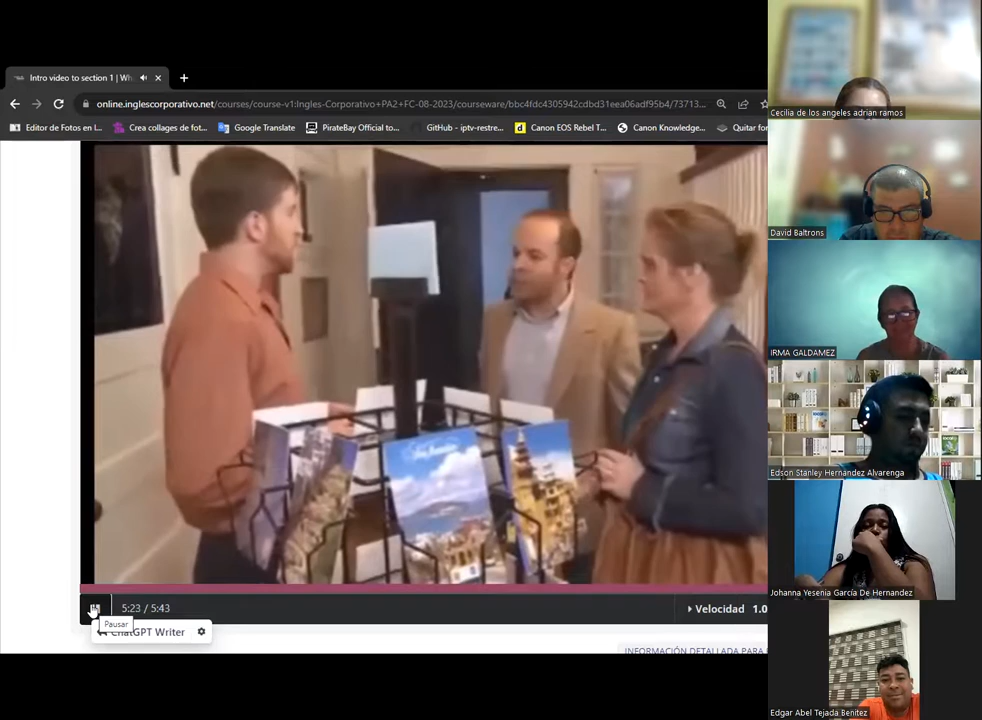 Intro video to section 1 | Wh
online.inglescorporativo.net/courses/course-v1:Ingles-Corporativo+PA2+FC-08-2023/courseware/bbc4fdc4305942cdbd31eea06adf95b4/73713...
Editor de Fotos en l...
Crea collages de fot...
Google Translate
PirateBay Official to...
GitHub - iptv-restre...
Canon EOS Rebel T...
Canon Knowledge...
Quitar fo
San Francisco
5:23 / 5:43
Velocidad 1.0
Pausar
ChatGPT Writer
INFORMACIÓN DETALLADA PARA
Cecilia de los angeles adrian ramos
David Baltrons
IRMA GALDAMEZ
Edson Stanley Hernandez Alvarenga
Johanna Yesenia García De Hernandez
Edgar Abel Tejada Benitez